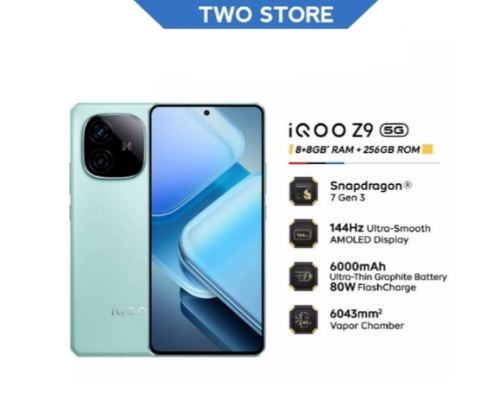 TWO STORE
iQOO Z9 5G
8+8GB* RAM + 256GB ROM
Snapdragon®
7 Gen 3
144Hz Ultra-Smooth
AMOLED Display
6000mAh
Ultra-Thin Graphite Battery
80W FlashCharge
6043mm²
Vapor Chamber
iQOO